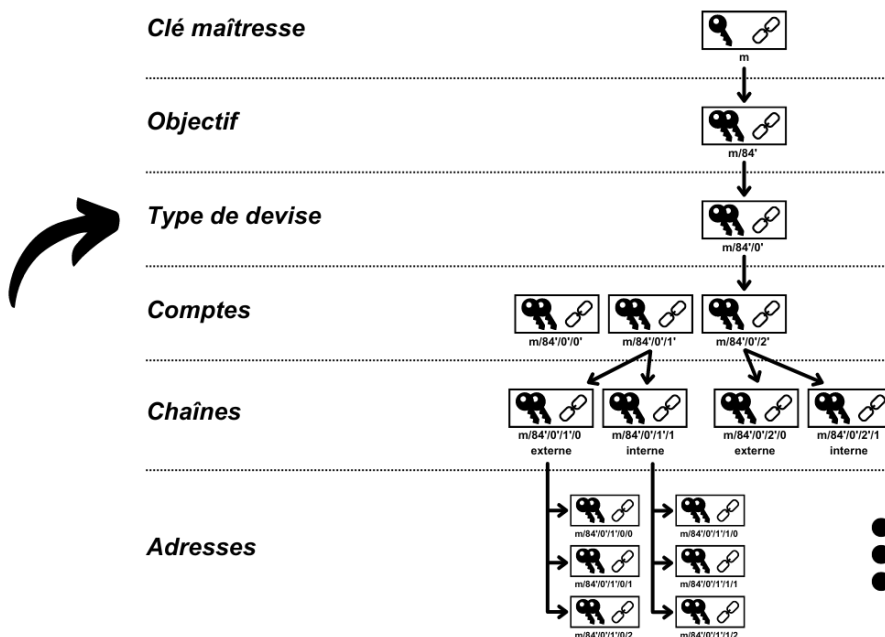 Clé maîtresse
m
Objectif
m/84'
Type de devise
m/84'/0'
Comptes
m/84'/0'/0'
m/84'/0'/1'
m/84'/0'/2'
Chaînes
m/84'/0'/1'/0
externe
m/84'/0'/1'/1
interne
m/84'/0'/2'/0
externe
m/84'/0'/2'/1
interne
Adresses
m/84'/0'/1'/0/0
m/84'/0'/1'/1/0
m/84'/0'/1'/0/1
m/84'/0'/1'/1/1
m/84'/0'/1'/0/2
m/84'/0'/1'/1/2